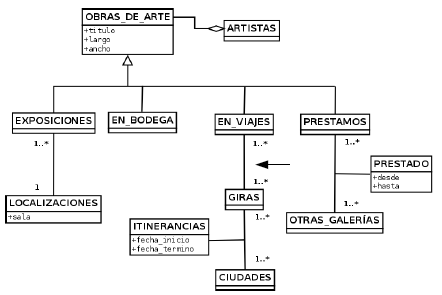 OBRAS_DE_ARTE
+titulo
+largo
+ancho
ARTISTAS
EXPOSICIONES
EN_BODEGA
EN_VIAJES
PRESTAMOS
1..*
1..*
1..*
PRESTADO
+desde
+hasta
1
1..*
LOCALIZACIONES
+sala
GIRAS
1..*
1..*
OTRAS_GALERÍAS
ITINERANCIAS
+fecha_inicio
+fecha_termino
1..*
CIUDADES